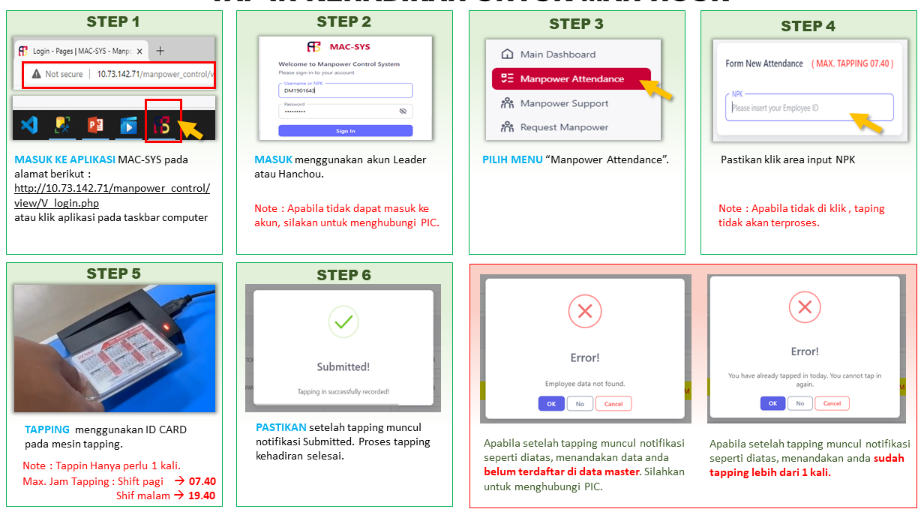 STEP 1
Login - Pages | MAC-SYS - Manp
Not secure
10.73.142.71/manpower_control/v
MASUK KE APLIKASI MAC-SYS pada
alamat berikut :
http://10.73.142.71/manpower_control/
view/V_login.php
atau klik aplikasi pada taskbar computer
STEP 2
MAC-SYS
Welcome to Manpower Control System
Please sign-in to your account
Username or NPK
DM1901643
Password
Sign In
MASUK menggunakan akun Leader
atau Hanchou.
Note : Apabila tidak dapat masuk ke
akun, silakan untuk menghubungi PIC.
STEP 3
Main Dashboard
Manpower Attendance
Manpower Support
Request Manpower
PILIH MENU “Manpower Attendance”.
STEP 4
Form New Attendance ( MAX. TAPPING 07.40 )
NPK
Please insert your Employee ID
Pastikan klik area input NPK
Note : Apabila tidak di klik , taping
tidak akan terproses.
STEP 5
TAPPING menggunakan ID CARD
pada mesin tapping.
Note : Tappin Hanya perlu 1 kali.
Max. Jam Tapping : Shift pagi → 07.40
Shif malam → 19.40
STEP 6
Submitted!
Tapping in successfully recorded!
PASTIKAN setelah tapping muncul
notifikasi Submitted. Proses tapping
kehadiran selesai.
Error!
Employee data not found.
OK No Cancel
Apabila setelah tapping muncul notifikasi
seperti diatas, menandakan data anda
belum terdaftar di data master. Silahkan
untuk menghubungi PIC.
Error!
You have already tapped in today. You cannot tap in
again.
OK No Cancel
Apabila setelah tapping muncul notifikasi
seperti diatas, menandakan anda sudah
tapping lebih dari 1 kali.